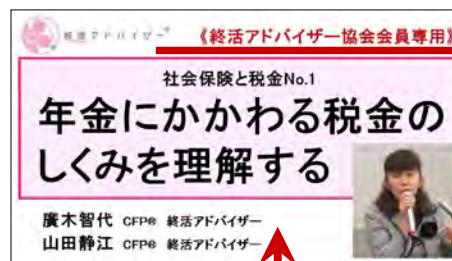 終活アドバイザー®
《終活アドバイザー協会会員専用》
社会保険と税金No.1
年金にかかわる税金の
しくみを理解する
廣木智代 CFP® 終活アドバイザー
山田静江 CFP® 終活アドバイザー